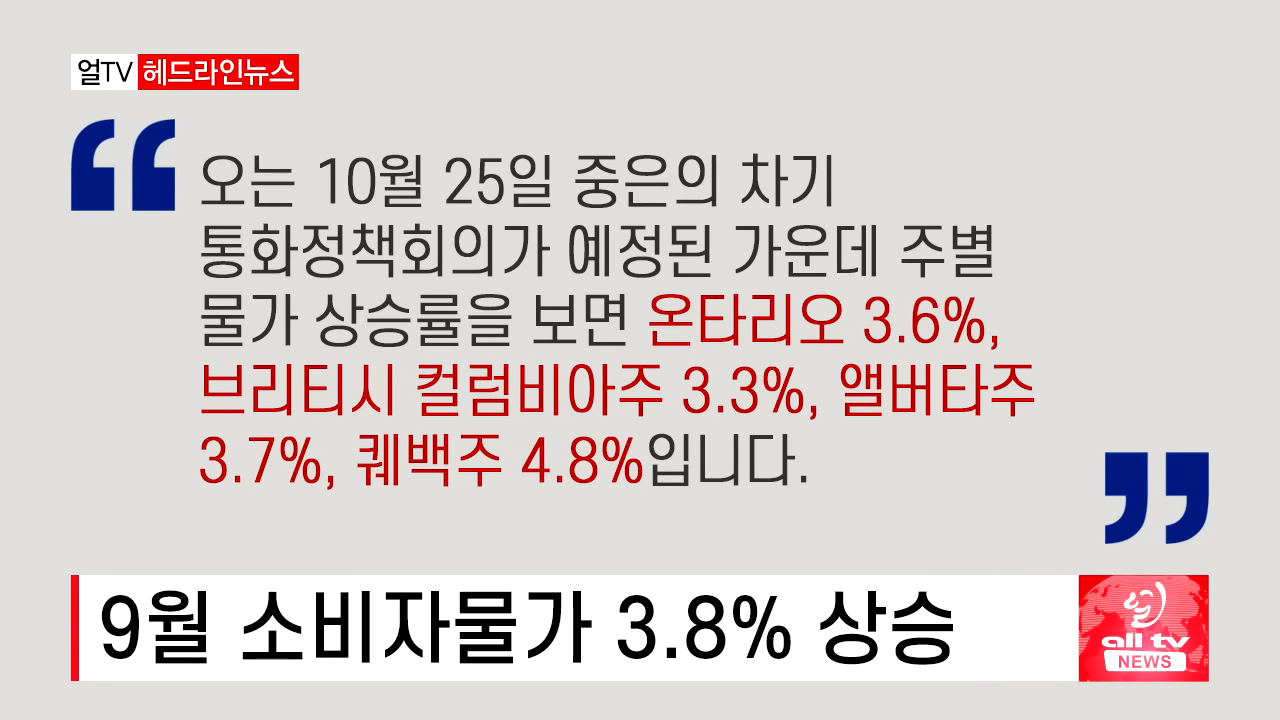 얼TV 헤드라인뉴스
“
오는 10월 25일 중은의 차기
통화정책회의가 예정된 가운데 주별
물가 상승률을 보면 온타리오 3.6%,
브리티시 컬럼비아주 3.3%, 앨버타주
3.7%, 퀘백주 4.8%입니다.
”
9월 소비자물가 3.8% 상승
all tv
NEWS